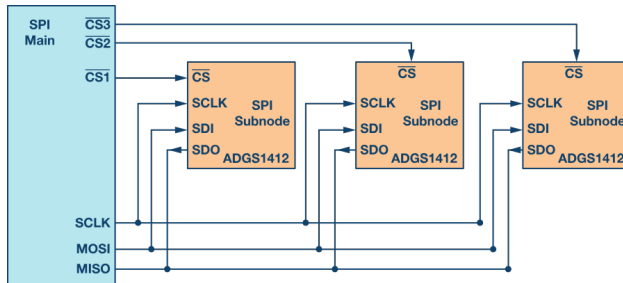 SPI
Main
CS3
CS2
CS1
SCLK
MOSI
MISO
CS
SCLK
SDI
SDO
SPI
Subnode
ADGS1412
CS
SCLK
SDI
SDO
SPI
Subnode
ADGS1412
CS
SCLK
SDI
SDO
SPI
Subnode
ADGS1412